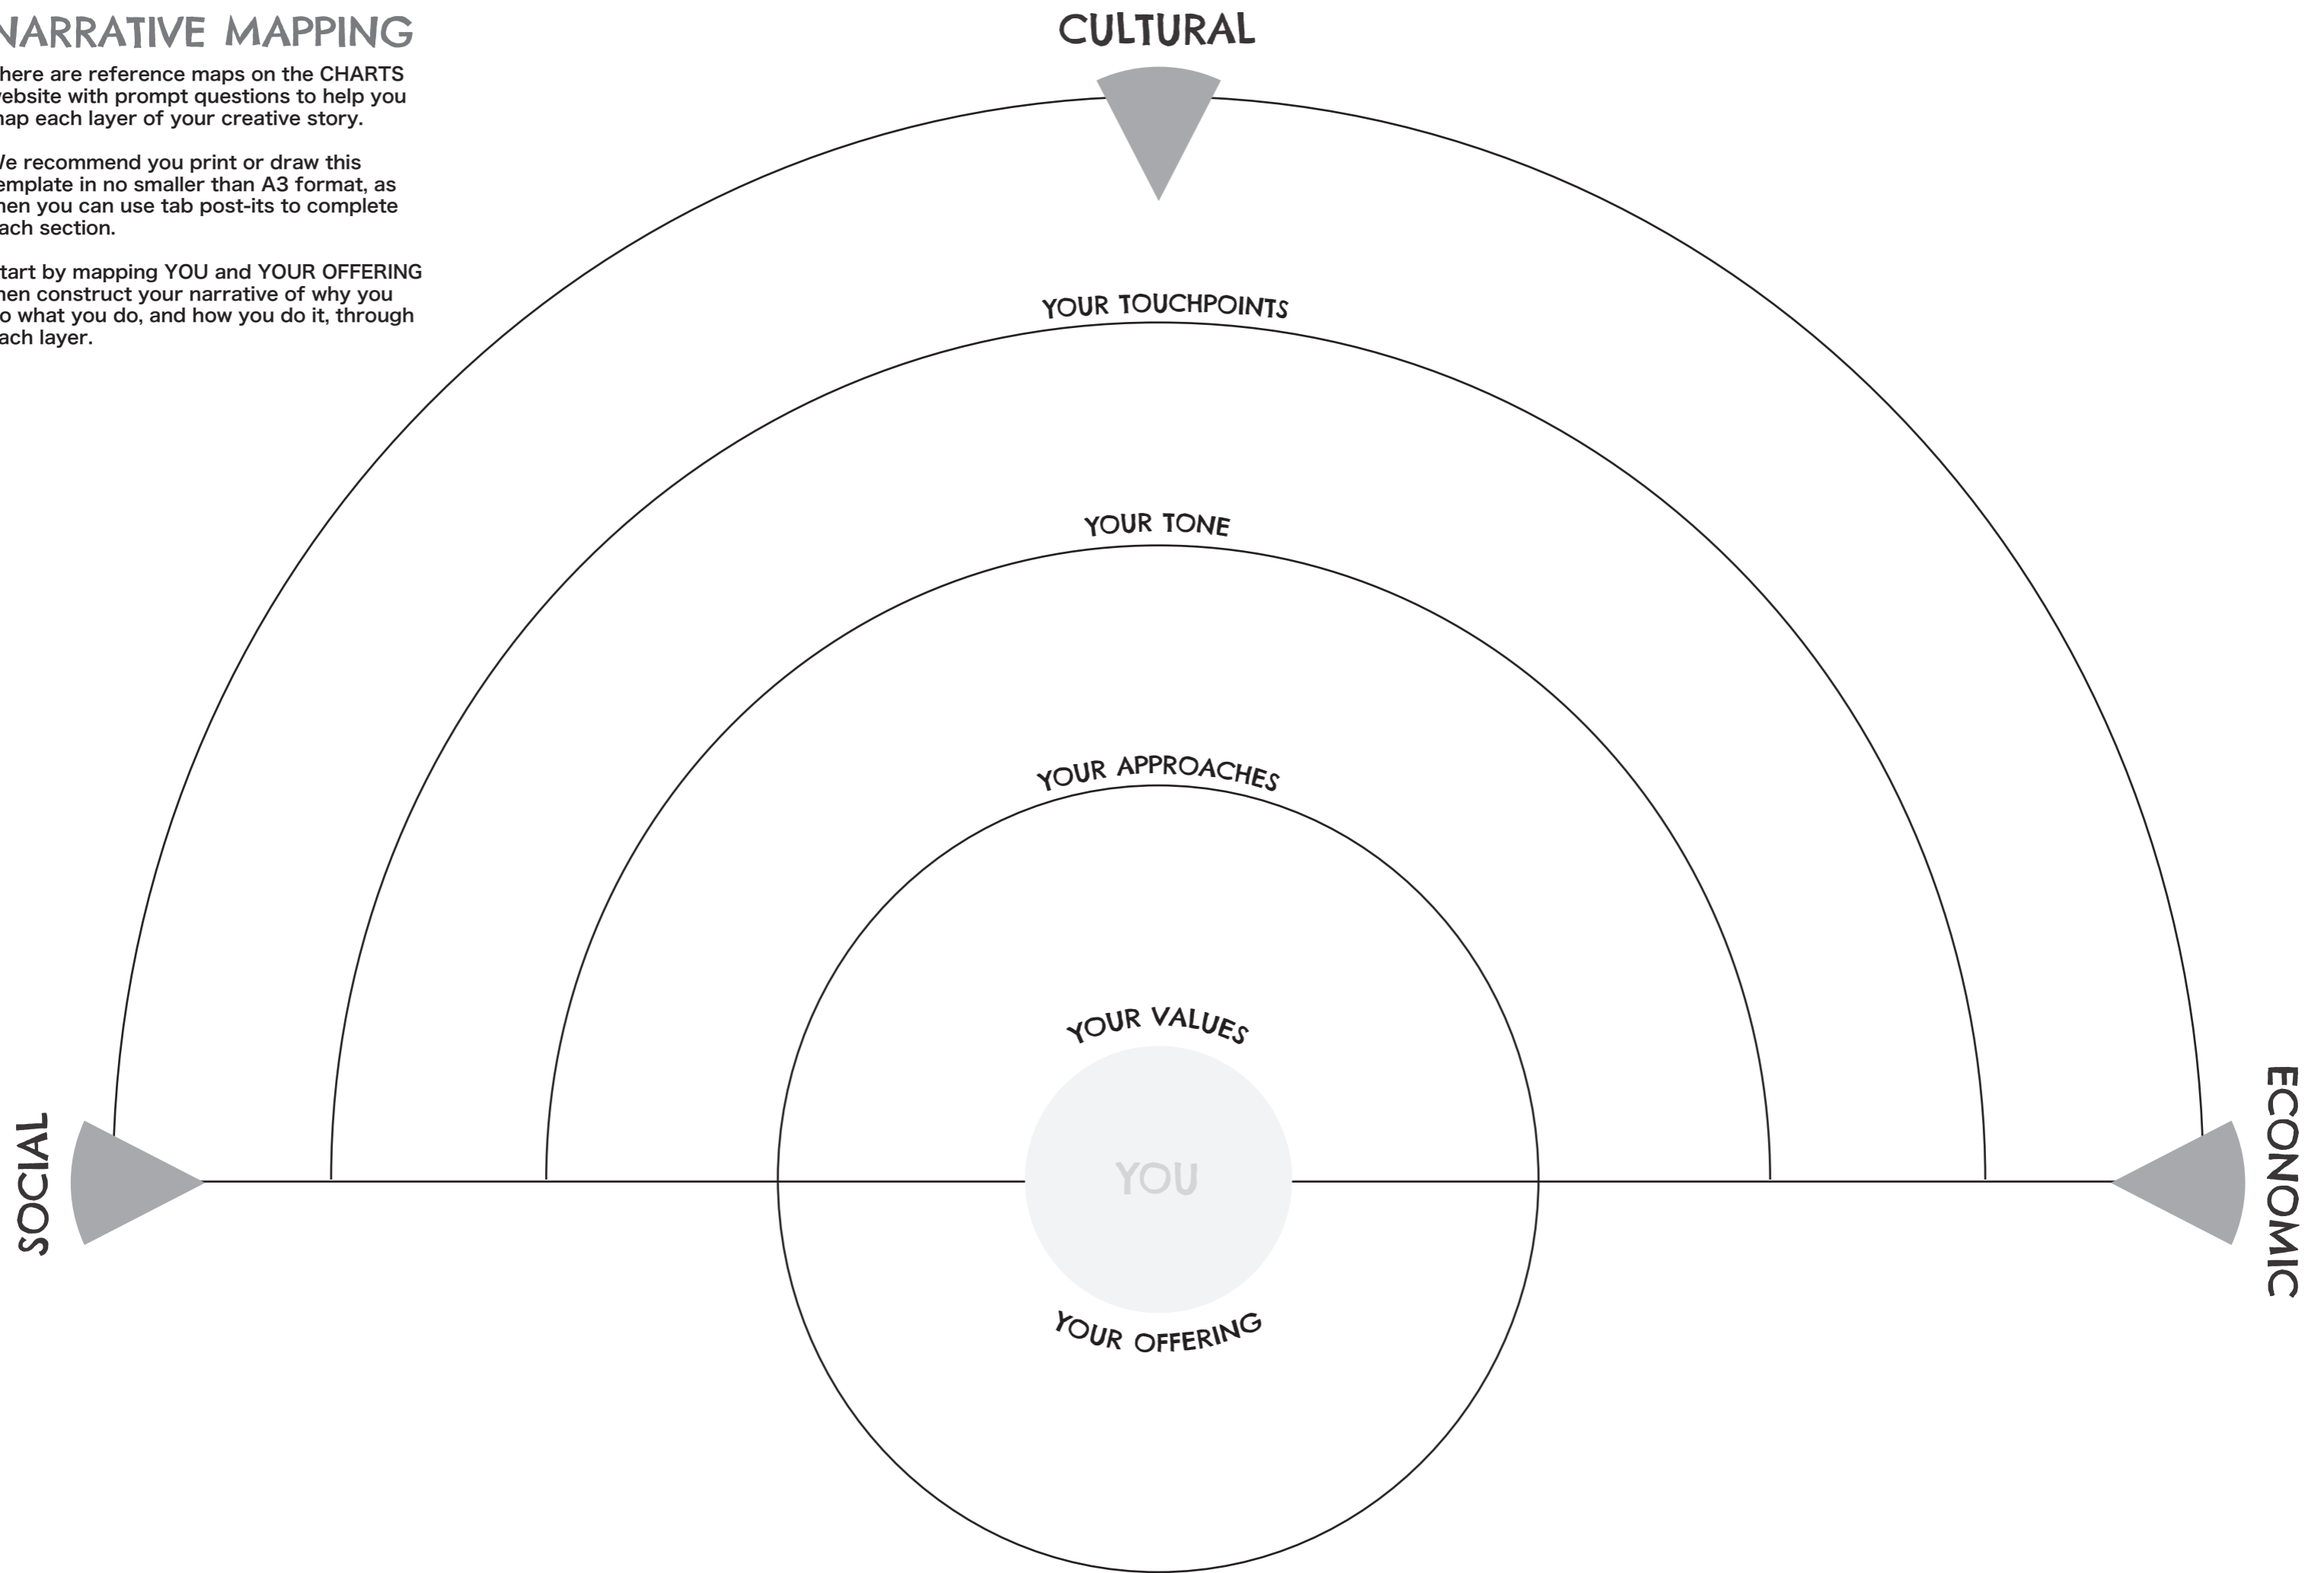 NARRATIVE MAPPING
here are reference maps on the CHARTS
ebsite with prompt questions to help you
ap each layer of your creative story.
e recommend you print or draw this
emplate in no smaller than A3 format, as
hen you can use tab post-its to complete
ach section.
tart by mapping YOU and YOUR OFFERING
hen construct your narrative of why you
o what you do, and how you do it, through
ach layer.
CULTURAL
YOUR TOUCHPOINTS
YOUR TONE
YOUR APPROACHES
YOUR VALUES
SOCIAL
YOU
ECONOMIC
YOUR OFFERING